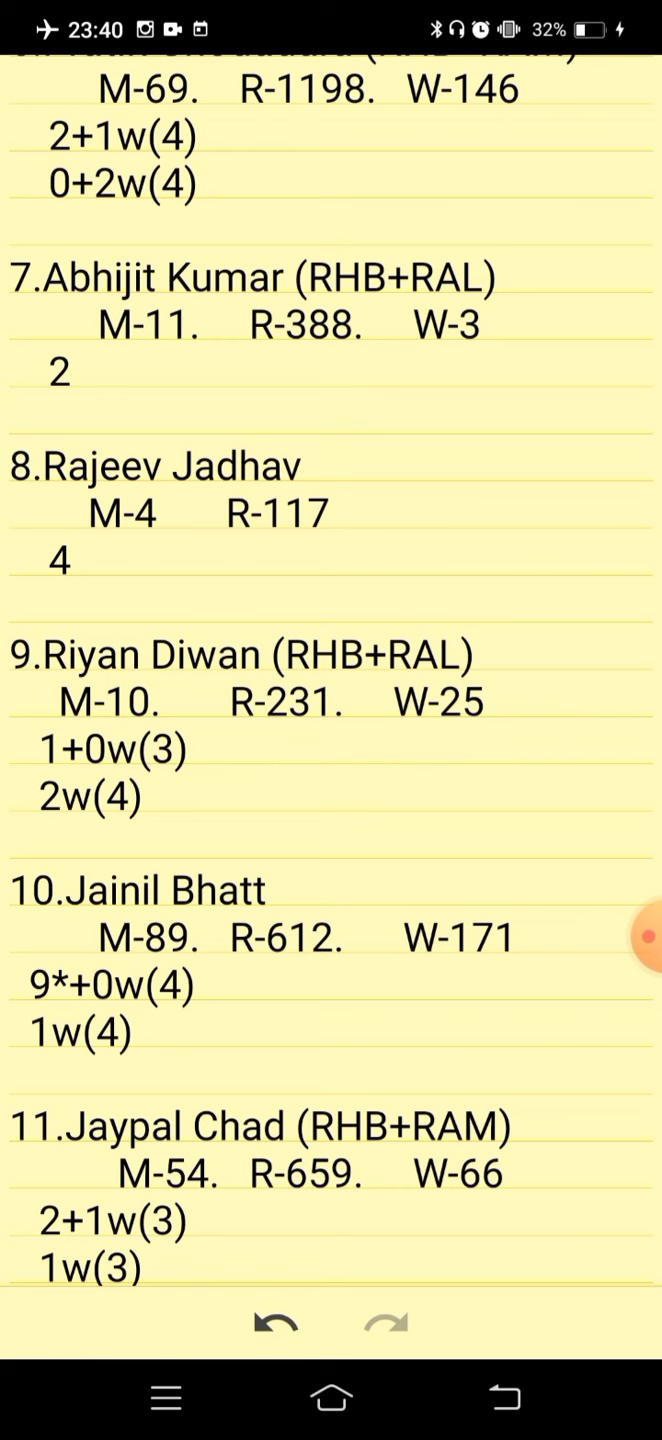 23:40 32%
M-69. R-1198. W-146
2+1w(4)
0+2w(4)
7.Abhijit Kumar (RHB+RAL)
M-11. R-388. W-3
2
8.Rajeev Jadhav
M-4 R-117
4
9.Riyan Diwan (RHB+RAL)
M-10. R-231. W-25
1+0w(3)
2w(4)
10.Jainil Bhatt
M-89. R-612. W-171
9*+0w(4)
1w(4)
11.Jaypal Chad (RHB+RAM)
M-54. R-659. W-66
2+1w(3)
1w(3)